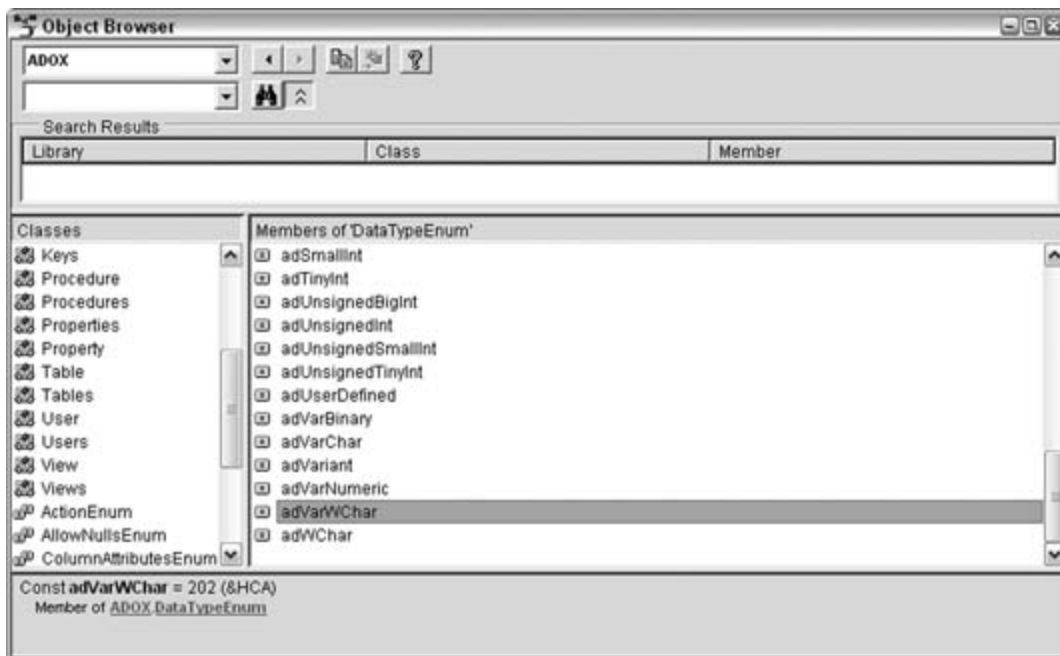 Object Browser
ADOX
Search Results
Library Class Member
Classes
Keys
Procedure
Procedures
Properties
Property
Table
Tables
User
Users
View
Views
ActionEnum
AllowNullsEnum
ColumnAttributesEnum
Members of 'DataTypeEnum'
adSmallInt
adTinyInt
adUnsignedBigInt
adUnsignedInt
adUnsignedSmallInt
adUnsignedTinyInt
adUserDefined
adVarBinary
adVarChar
adVariant
adVarNumeric
adVarWChar
adWChar
Const adVarWChar = 202 (&HCA)
Member of ADOX.DataTypeEnum